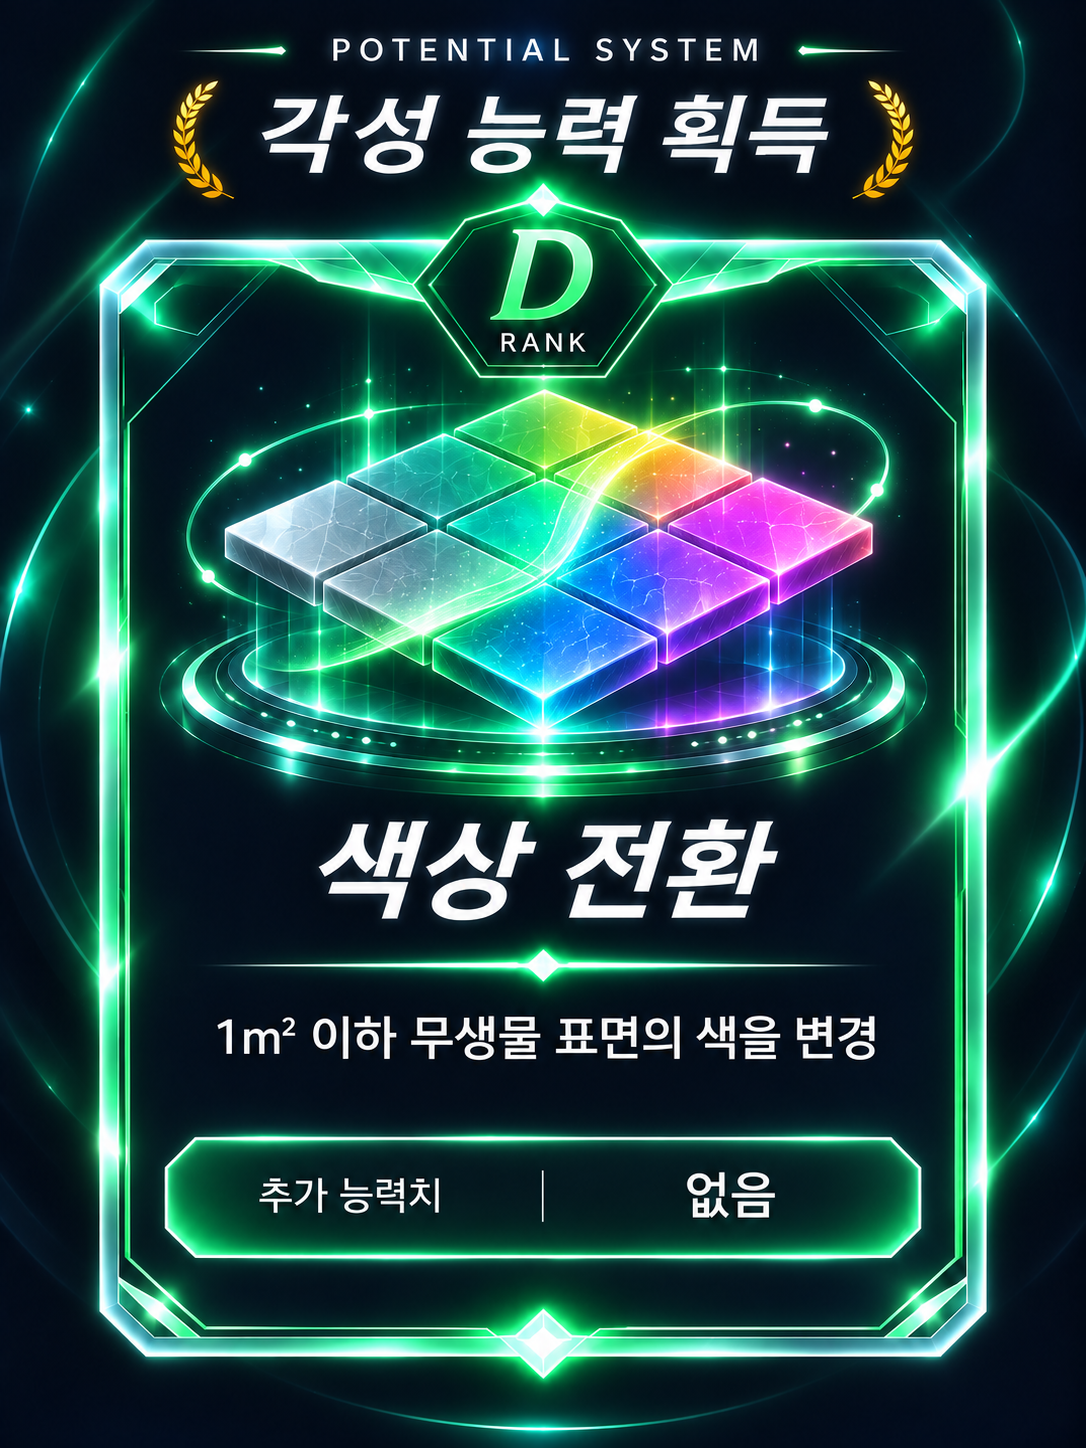 POTENTIAL SYSTEM
각성 능력 획득
D
RANK
색상 전환
1m² 이하 무생물 표면의 색을 변경
추가 능력치 없음